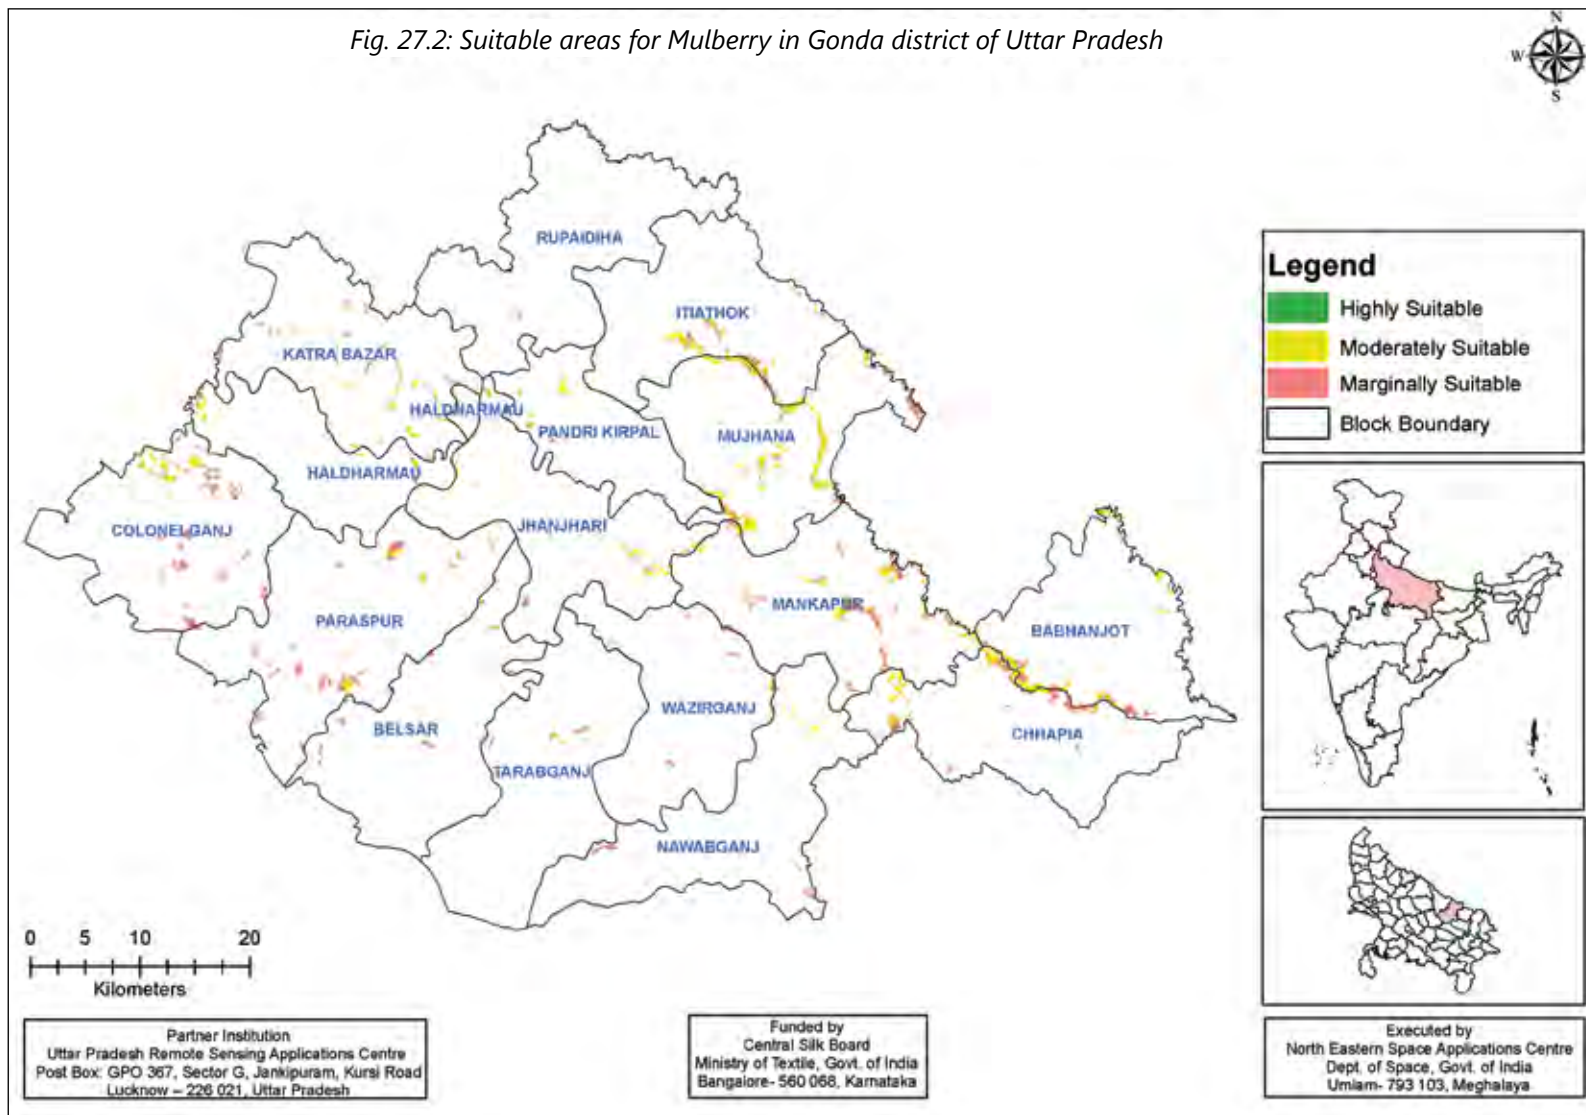 Fig. 27.2: Suitable areas for Mulberry in Gonda district of Uttar Pradesh
N
W
S
RUPAIDIHA
ITIATHOK
KATRA BAZAR
HALDHARMAU
PANDRI KIRPAL
MUJHANA
HALDHARMAU
COLONELGANJ
JHANJHARI
PARASPUR
MANKAPUR
BABHANJOT
BELSAR
WAZIRGANJ
CHHAPIA
TARABGANJ
NAWABGANJ
Legend
Highly Suitable
Moderately Suitable
Marginally Suitable
Block Boundary
0 5 10 20
Kilometers
Partner Institution
Uttar Pradesh Remote Sensing Applications Centre
Post Box: GPO 367, Sector G, Jankipuram, Kursi Road
Lucknow – 226 021, Uttar Pradesh
Funded by
Central Silk Board
Ministry of Textile, Govt. of India
Bangalore- 560 068, Karnataka
Executed by
North Eastern Space Applications Centre
Dept. of Space, Govt. of India
Umiam- 793 103, Meghalaya